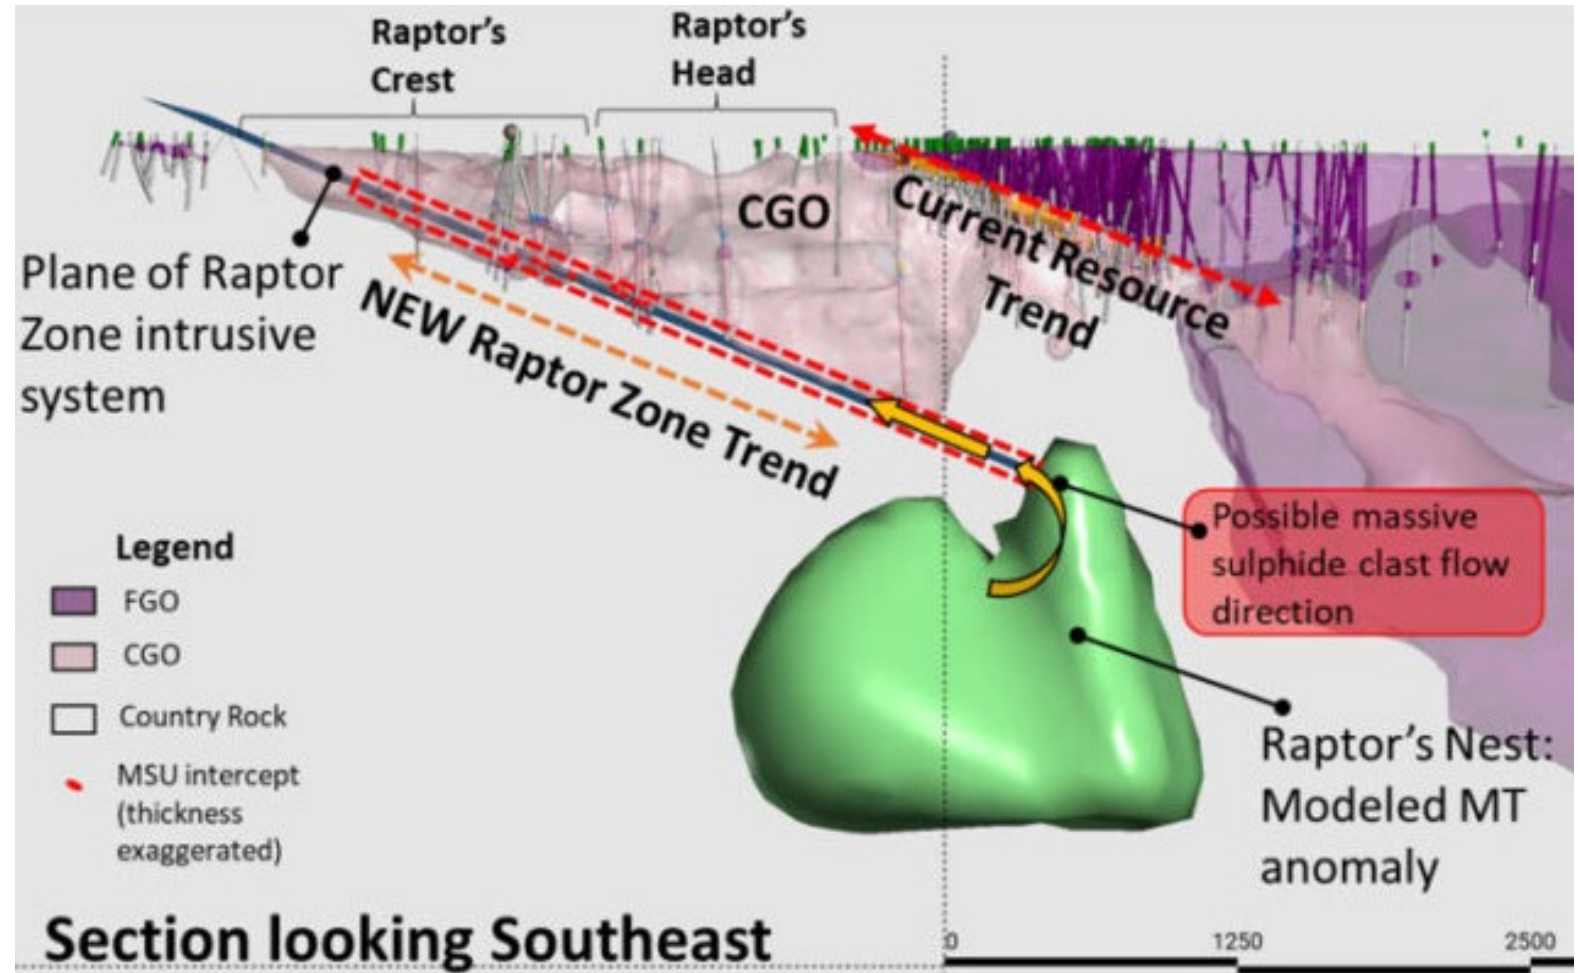 Raptor's
Crest
Raptor's
Head
CGO
Current Resource
Trend
Plane of Raptor
Zone intrusive
system
NEW Raptor Zone Trend
Possible massive
sulphide clast flow
direction
Legend
FGO
CGO
Country Rock
MSU intercept
(thickness
exaggerated)
Raptor's Nest:
Modeled MT
anomaly
Section looking Southeast
0 1250 2500